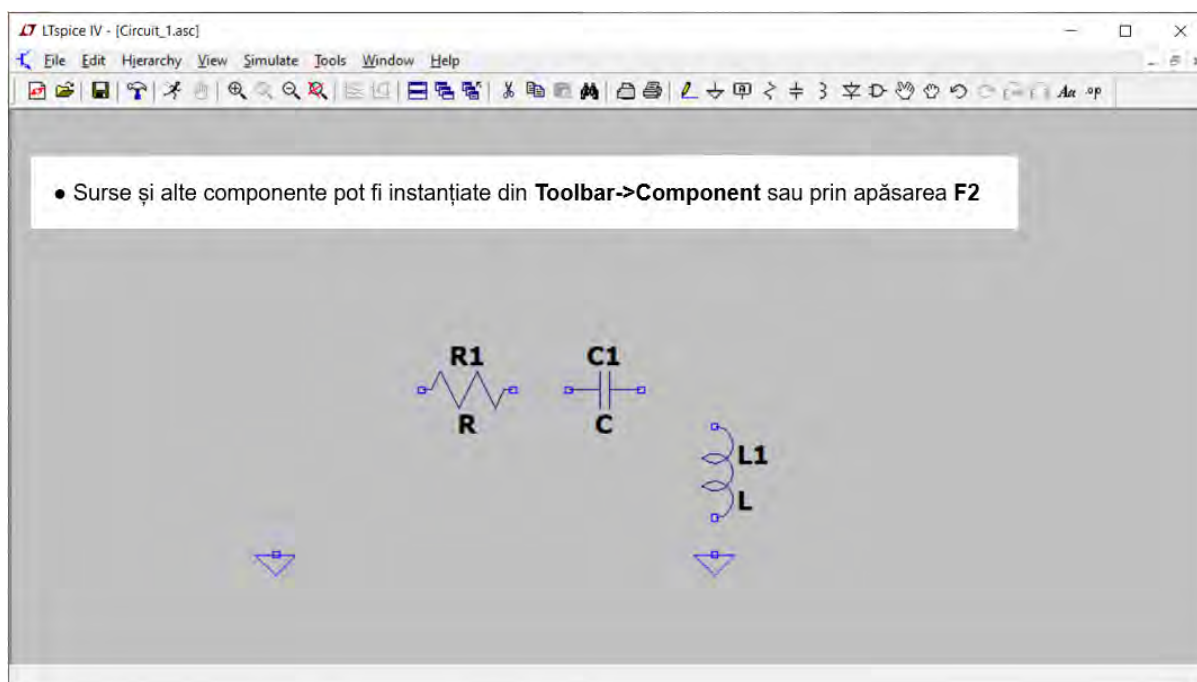 LTspice IV - [Circuit_1.asc]
File Edit Hierarchy View Simulate Tools Window Help
Aa .op
• Surse și alte componente pot fi instanțiate din Toolbar->Component sau prin apăsarea F2
R1 C1
R C
L1
L